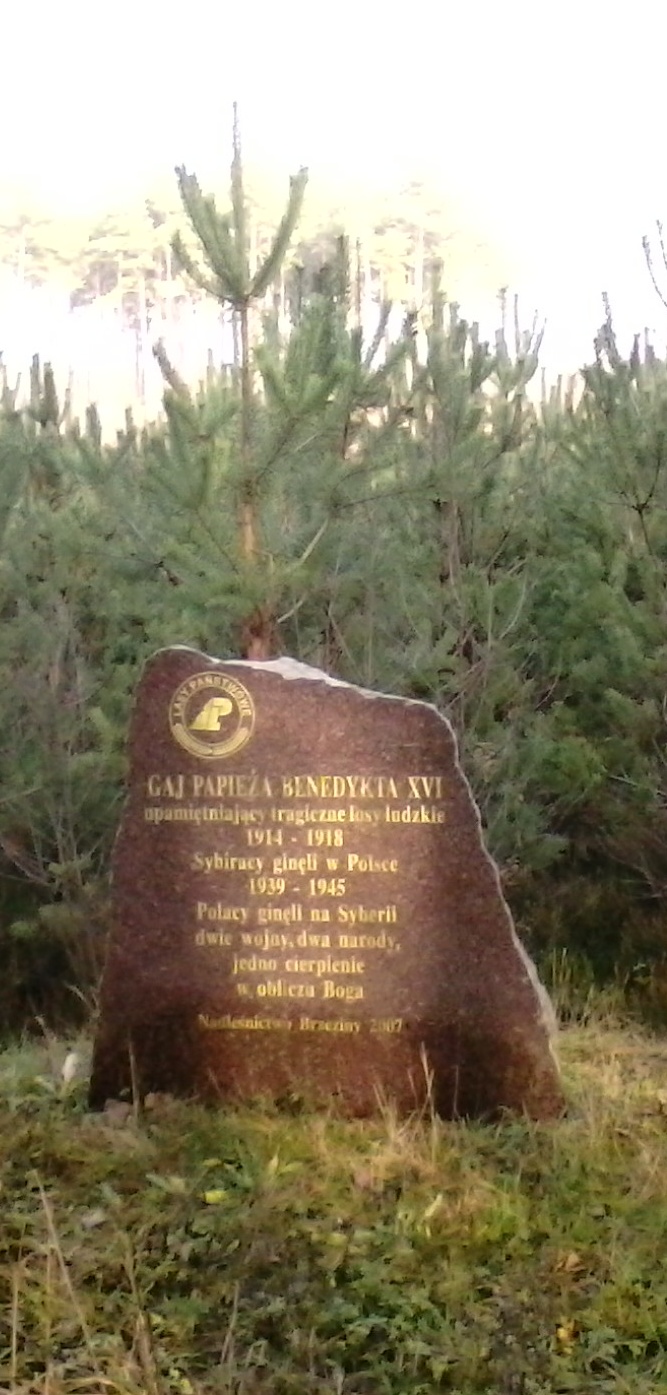 LASY PAŃSTWOWE
GAJ PAPIEŻA BENEDYKTA XVI
upamiętniający tragiczne losy ludzkie
1914 - 1918
Sybiracy ginęli w Polsce
1939 - 1945
Polacy ginęli na Syberii
dwie wojny, dwa narody,
jedno cierpienie
w obliczu Boga
Nadleśnictwo Brzeziny 2007